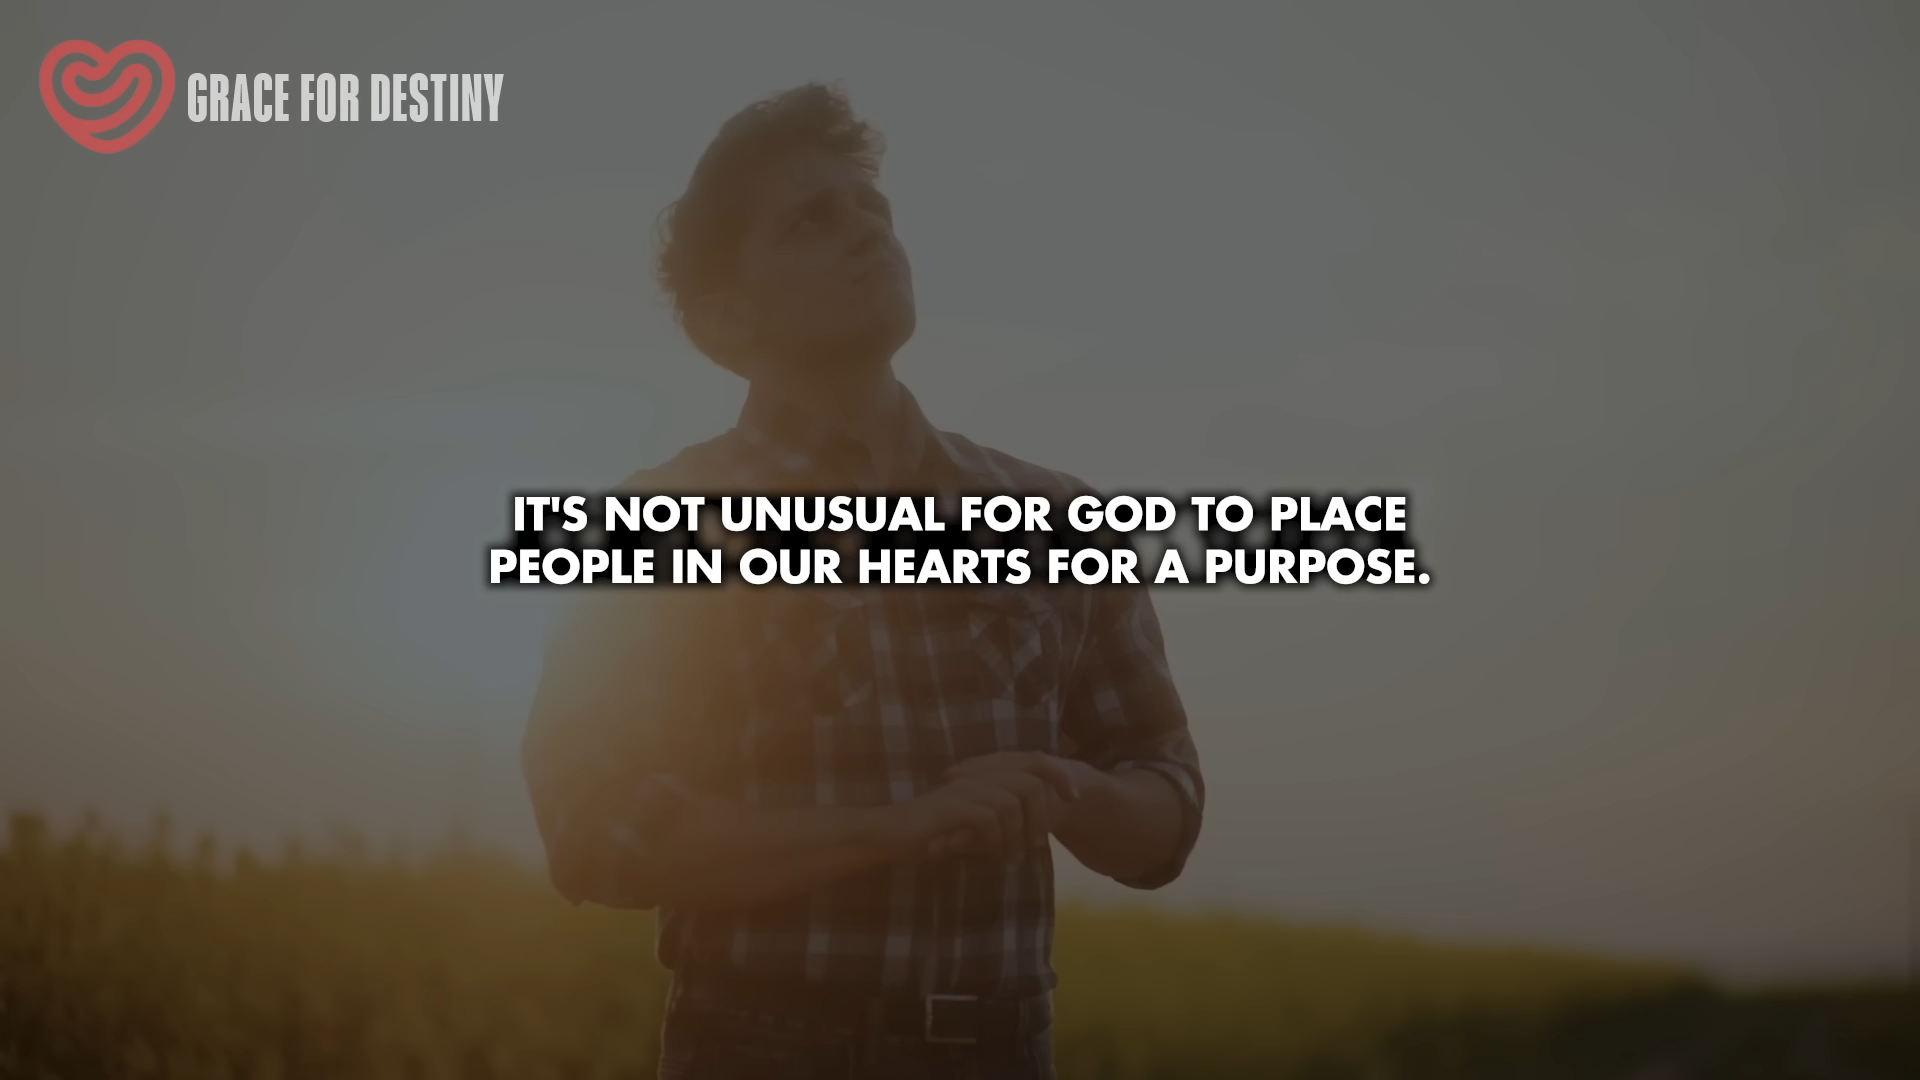 GRACE FOR DESTINY
IT'S NOT UNUSUAL FOR GOD TO PLACE
PEOPLE IN OUR HEARTS FOR A PURPOSE.